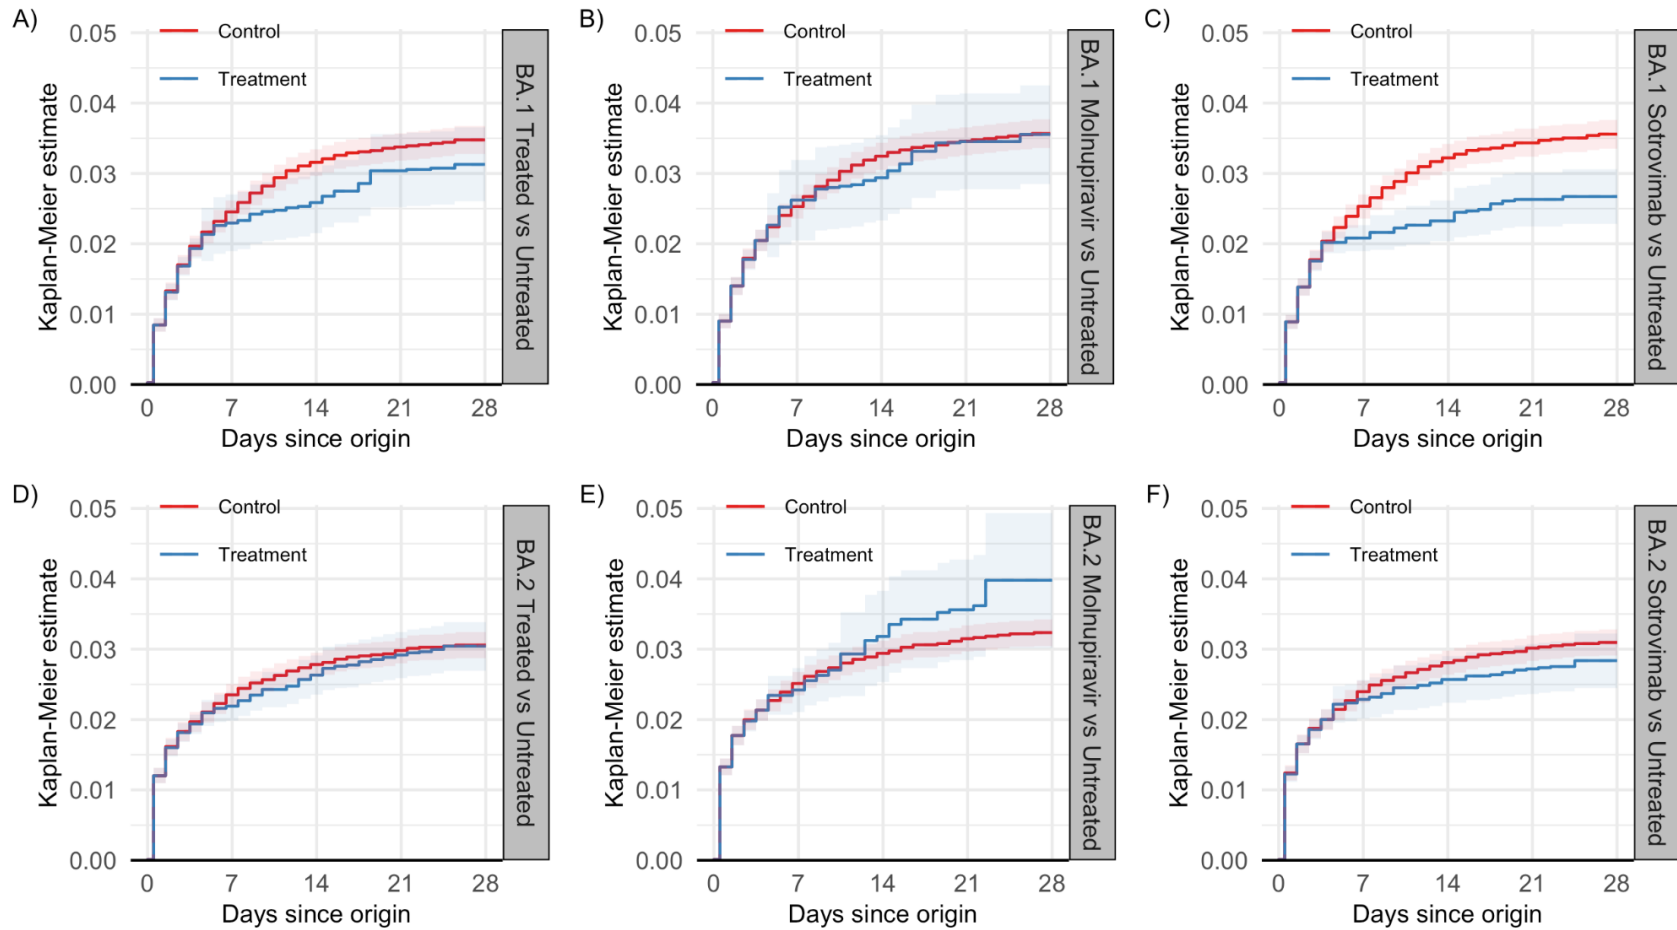 A)
0.05
0.04
0.03
0.02
0.01
0.00
Kaplan-Meier estimate
Control
Treatment
0 7 14 21 28
Days since origin
BA.1 Treated vs Untreated
B)
0.05
0.04
0.03
0.02
0.01
0.00
Kaplan-Meier estimate
Control
Treatment
0 7 14 21 28
Days since origin
BA.1 Molnupiravir vs Untreated
C)
0.05
0.04
0.03
0.02
0.01
0.00
Kaplan-Meier estimate
Control
Treatment
0 7 14 21 28
Days since origin
BA.1 Sotrovimab vs Untreated
D)
0.05
0.04
0.03
0.02
0.01
0.00
Kaplan-Meier estimate
Control
Treatment
0 7 14 21 28
Days since origin
BA.2 Treated vs Untreated
E)
0.05
0.04
0.03
0.02
0.01
0.00
Kaplan-Meier estimate
Control
Treatment
0 7 14 21 28
Days since origin
BA.2 Molnupiravir vs Untreated
F)
0.05
0.04
0.03
0.02
0.01
0.00
Kaplan-Meier estimate
Control
Treatment
0 7 14 21 28
Days since origin
BA.2 Sotrovimab vs Untreated